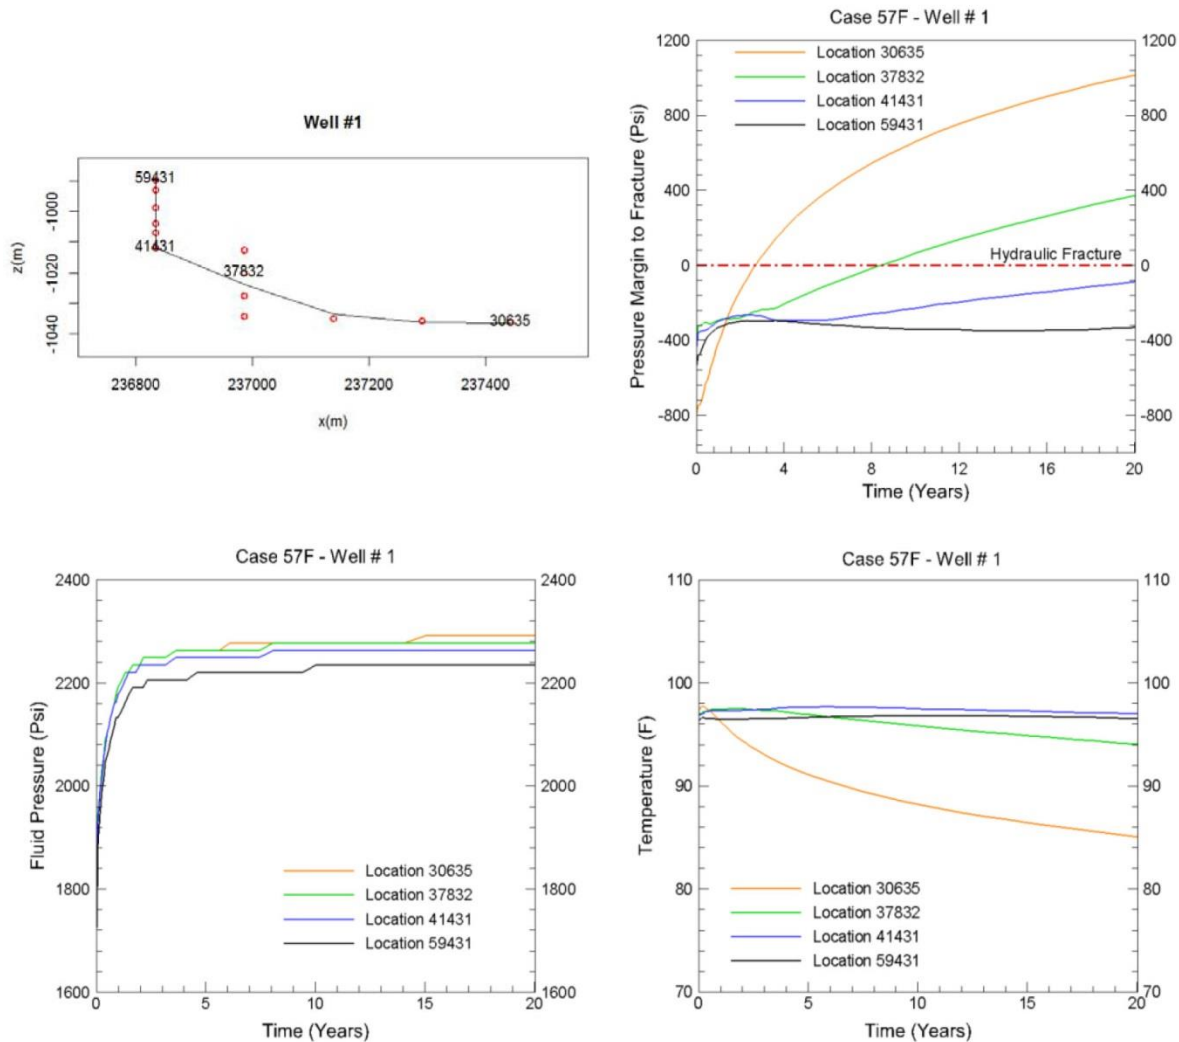 Well #1
59431
41431
37832
30635
-1000
-1020
-1040
z(m)
236800 237000 237200 237400
x(m)
Case 57F - Well # 1
Location 30635
Location 37832
Location 41431
Location 59431
Hydraulic Fracture
1200 1200
800 800
400 400
0 0
-400 -400
-800 -800
Pressure Margin to Fracture (Psi)
0 4 8 12 16 20
Time (Years)
Case 57F - Well # 1
2400 2400
2200 2200
2000 2000
1800 1800
1600 1600
Fluid Pressure (Psi)
Location 30635
Location 37832
Location 41431
Location 59431
0 5 10 15 20
Time (Years)
Case 57F - Well # 1
110 110
100 100
90 90
80 80
70 70
Temperature (F)
Location 30635
Location 37832
Location 41431
Location 59431
0 5 10 15 20
Time (Years)